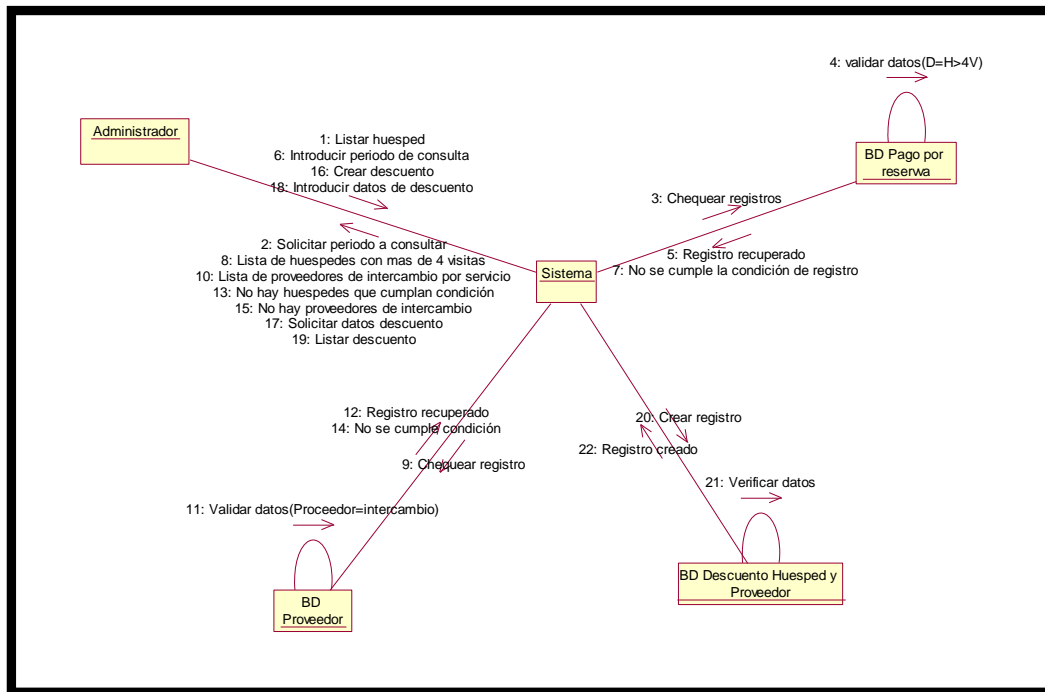 4: validar datos(D=H>4V)
Administrador
1: Listar huesped
6: Introducir periodo de consulta
16: Crear descuento
18: Introducir datos de descuento
BD Pago por
reserva
3: Chequear registros
2: Solicitar periodo a consultar
8: Lista de huespedes con mas de 4 visitas
10: Lista de proveedores de intercambio por servicio
13: No hay huespedes que cumplan condición
15: No hay proveedores de intercambio
17: Solicitar datos descuento
19: Listar descuento
5: Registro recuperado
7: No se cumple la condición de registro
Sistema
12: Registro recuperado
14: No se cumple condición
9: Chequear registro
20: Crear registro
22: Registro creado
21: Verificar datos
11: Validar datos(Proceedor=intercambio)
BD
Proveedor
BD Descuento Huesped y
Proveedor